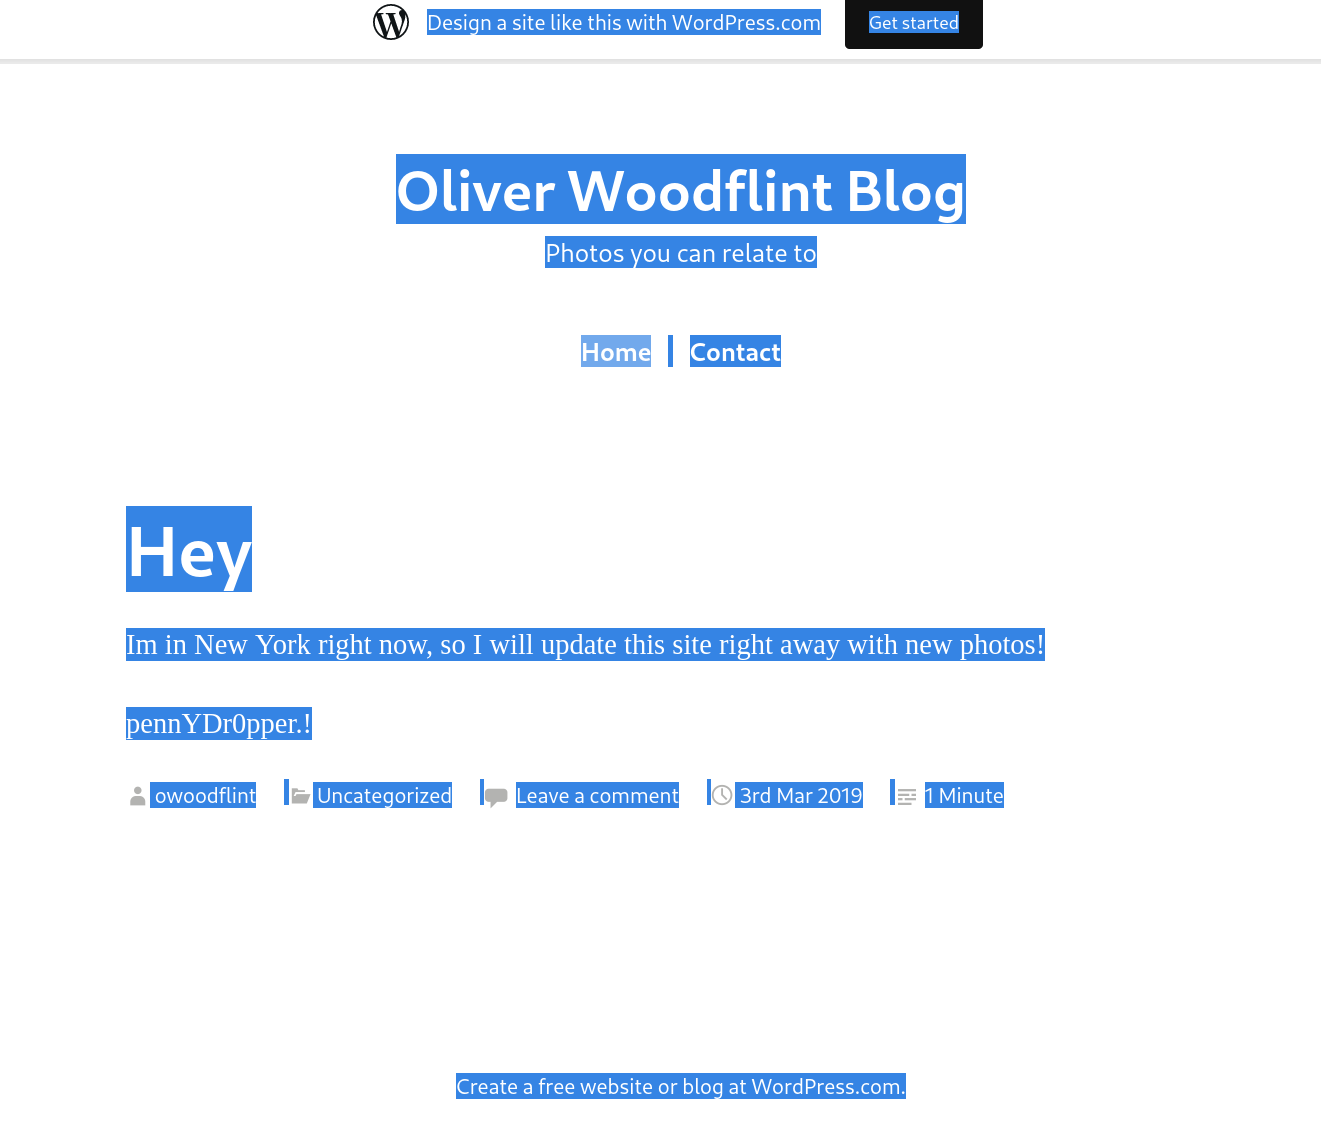 Design a site like this with WordPress.com
Get started
Oliver Woodflint Blog
Photos you can relate to
Home
Contact
Hey
Im in New York right now, so I will update this site right away with new photos!
pennYDr0pper.!
owoodflint Uncategorized Leave a comment 3rd Mar 2019 1 Minute
Create a free website or blog at WordPress.com.